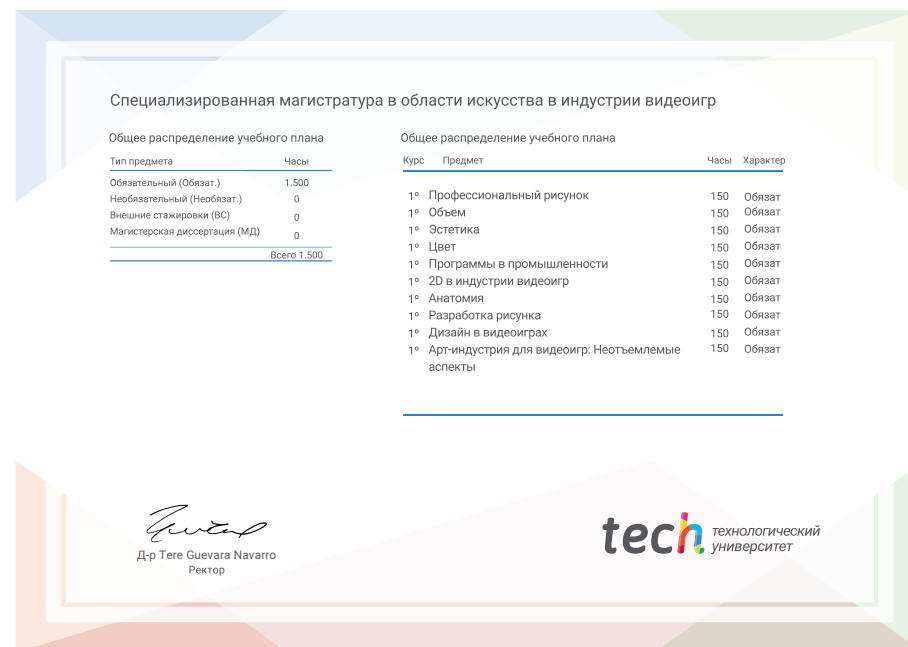 Специализированная магистратура в области искусства в индустрии видеоигр
Общее распределение учебного плана
Тип предмета Часы
Обязательный (Обязат.) 1.500
Необязательный (Необязат.) 0
Внешние стажировки (ВС) 0
Магистерская диссертация (МД) 0
Всего 1.500
Общее распределение учебного плана
Курс Предмет Часы Характер
1º Профессиональный рисунок 150 Обязат
1º Объем 150 Обязат
1º Эстетика 150 Обязат
1º Цвет 150 Обязат
1º Программы в промышленности 150 Обязат
1º 2D в индустрии видеоигр 150 Обязат
1º Анатомия 150 Обязат
1º Разработка рисунка 150 Обязат
1º Дизайн в видеоиграх 150 Обязат
1º Арт-индустрия для видеоигр: Неотъемлемые 150 Обязат
аспекты
Д-р Tere Guevara Navarro
Ректор
tech технологический
университет